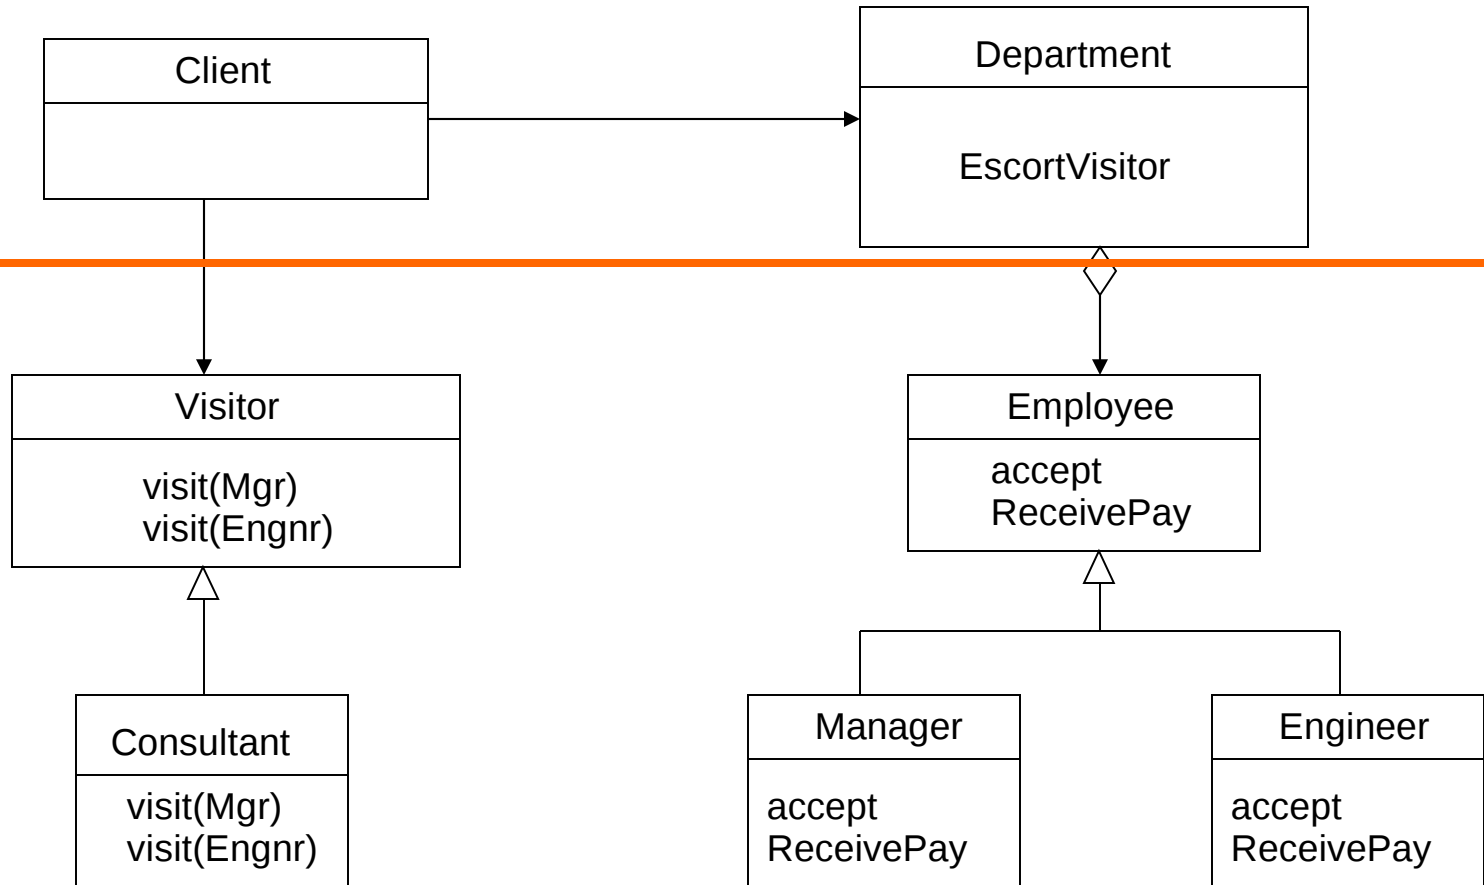 Client
Department
EscortVisitor
Visitor
visit(Mgr)
visit(Engnr)
Employee
accept
ReceivePay
Consultant
visit(Mgr)
visit(Engnr)
Manager
accept
ReceivePay
Engineer
accept
ReceivePay